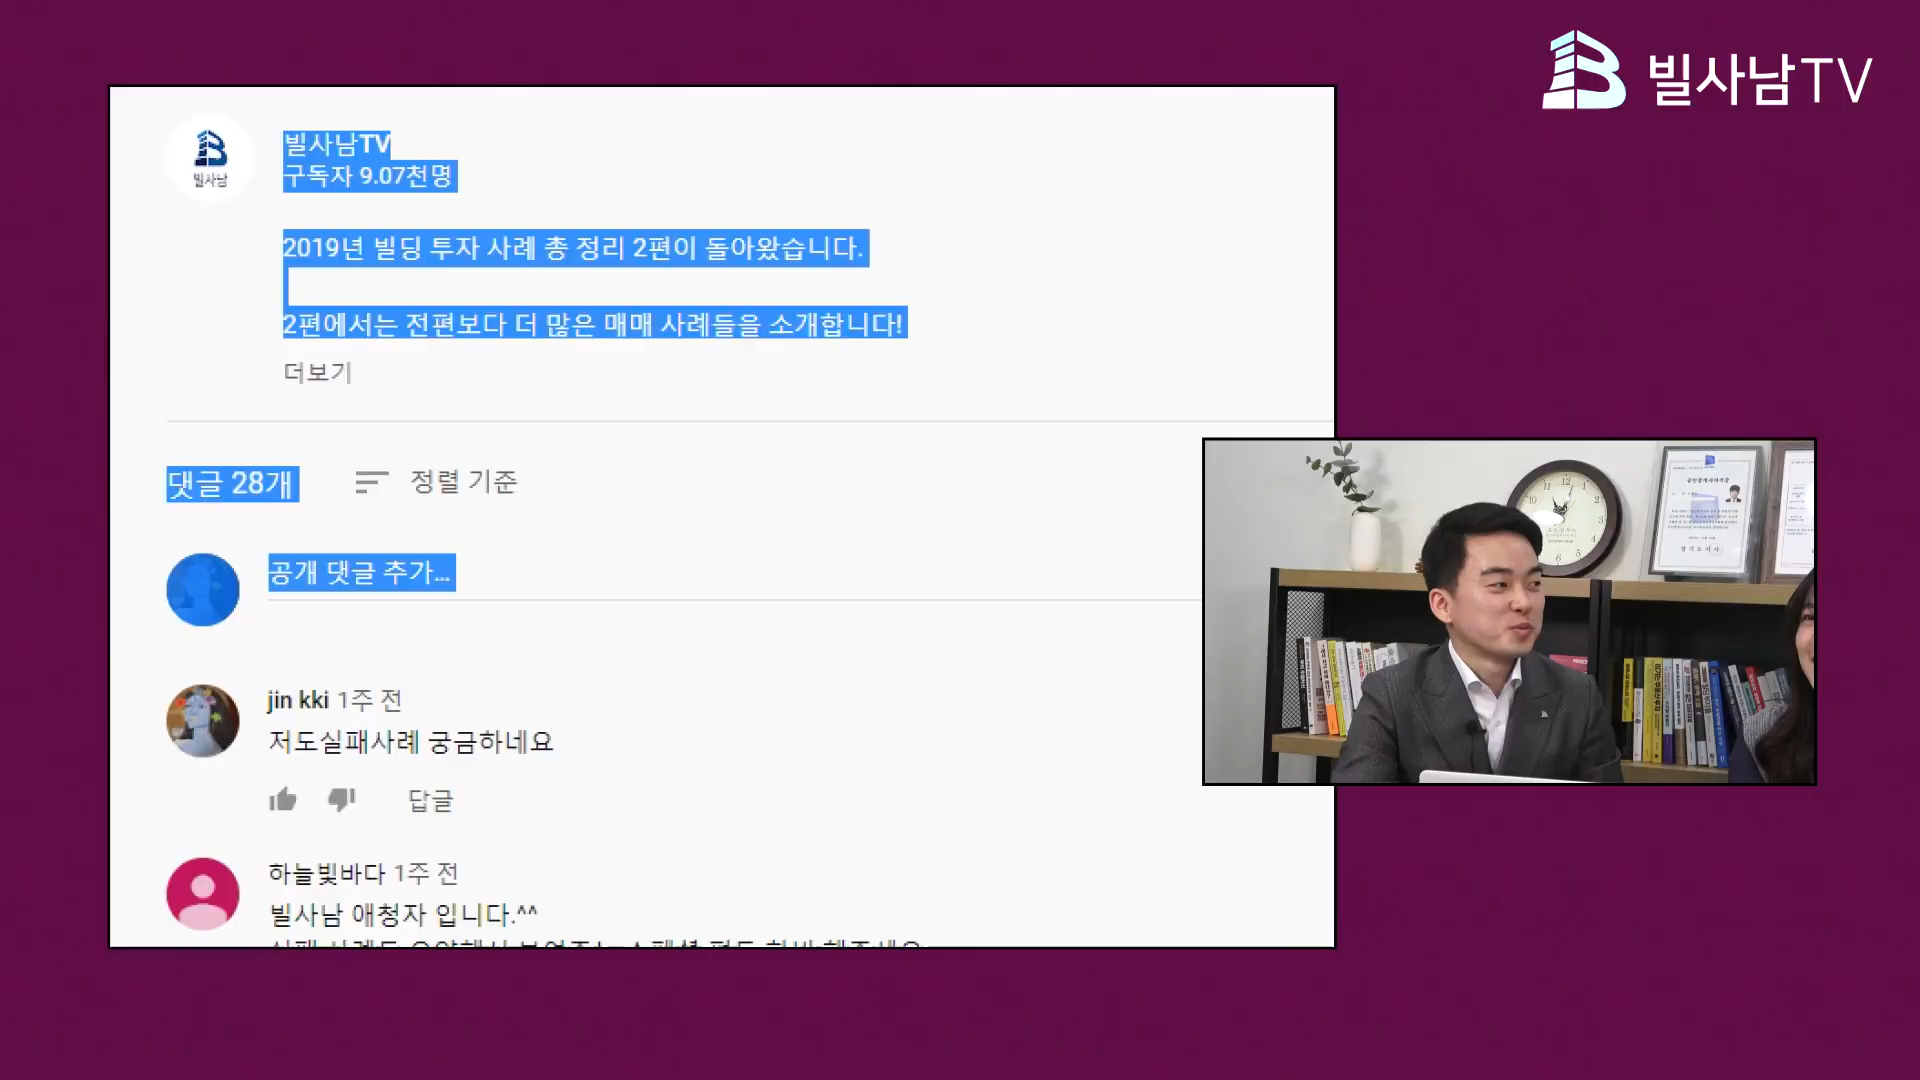 빌사남TV
빌사남
빌사남TV
구독자 9.07천명
2019년 빌딩 투자 사례 총 정리 2편이 돌아왔습니다.
2편에서는 전편보다 더 많은 매매 사례들을 소개합니다!
더보기
댓글 28개
정렬 기준
공개 댓글 추가...
jin kki 1주 전
저도실패사례 궁금하네요
답글
하늘빛바다 1주 전
빌사남 애청자 입니다.^^